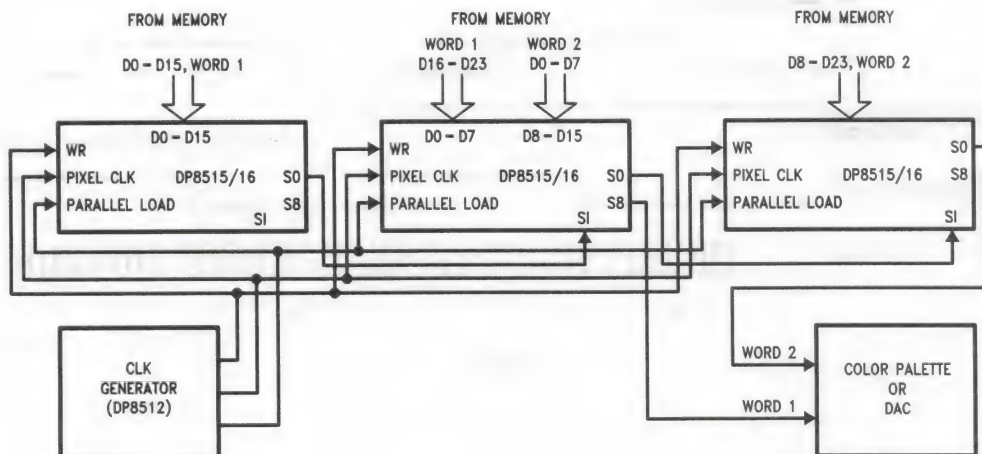 FROM MEMORY
D0-D15, WORD 1
FROM MEMORY
WORD 1
D16-D23
WORD 2
D0-D7
FROM MEMORY
D8-D23, WORD 2
D0-D15
WR
PIXEL CLK
DP8515/16
S0
PARALLEL LOAD
S8
SI
D0-D7
D8-D15
WR
PIXEL CLK
DP8515/16
S0
PARALLEL LOAD
S8
SI
WR
S0
PIXEL CLK
DP8515/16
S8
PARALLEL LOAD
SI
CLK
GENERATOR
(DP8512)
WORD 2
WORD 1
COLOR PALETTE
OR
DAC